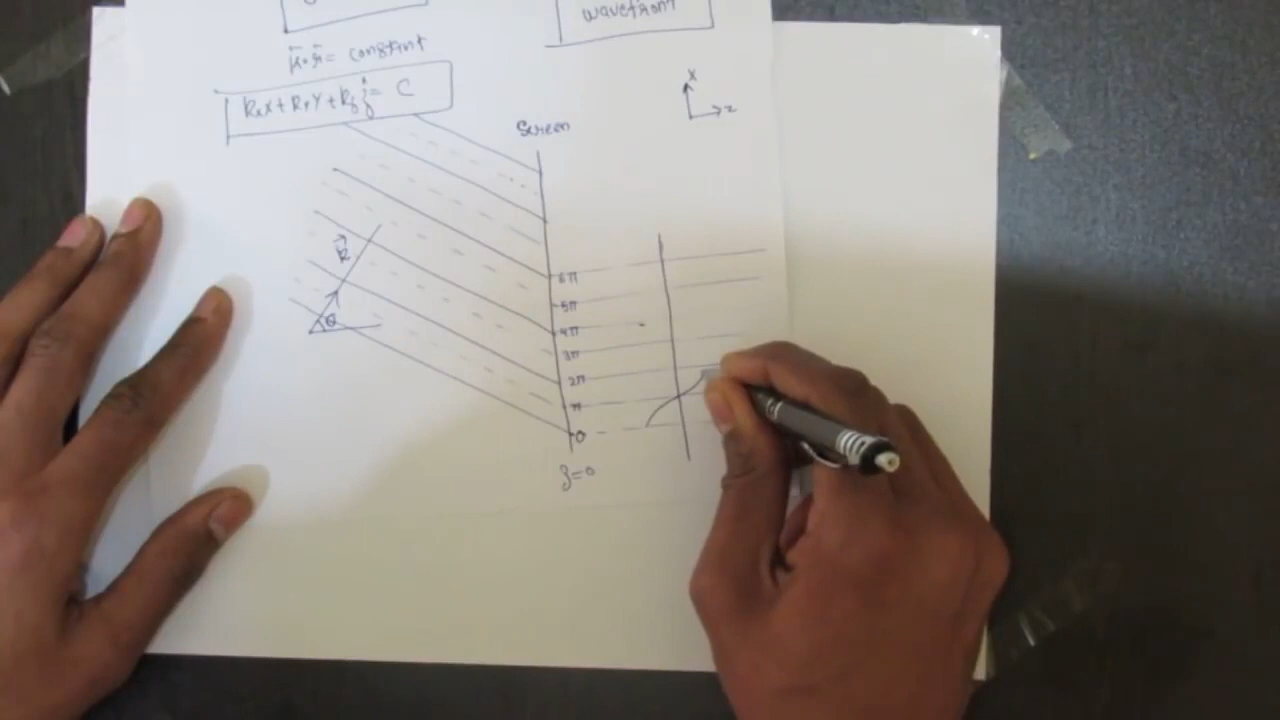 wavefront
k⃗·r⃗ = constant
kₓx + kᵧy + k_z z = C
x
z
Screen
k⃗
θ
6π
5π
4π
3π
2π
π
0
z=0